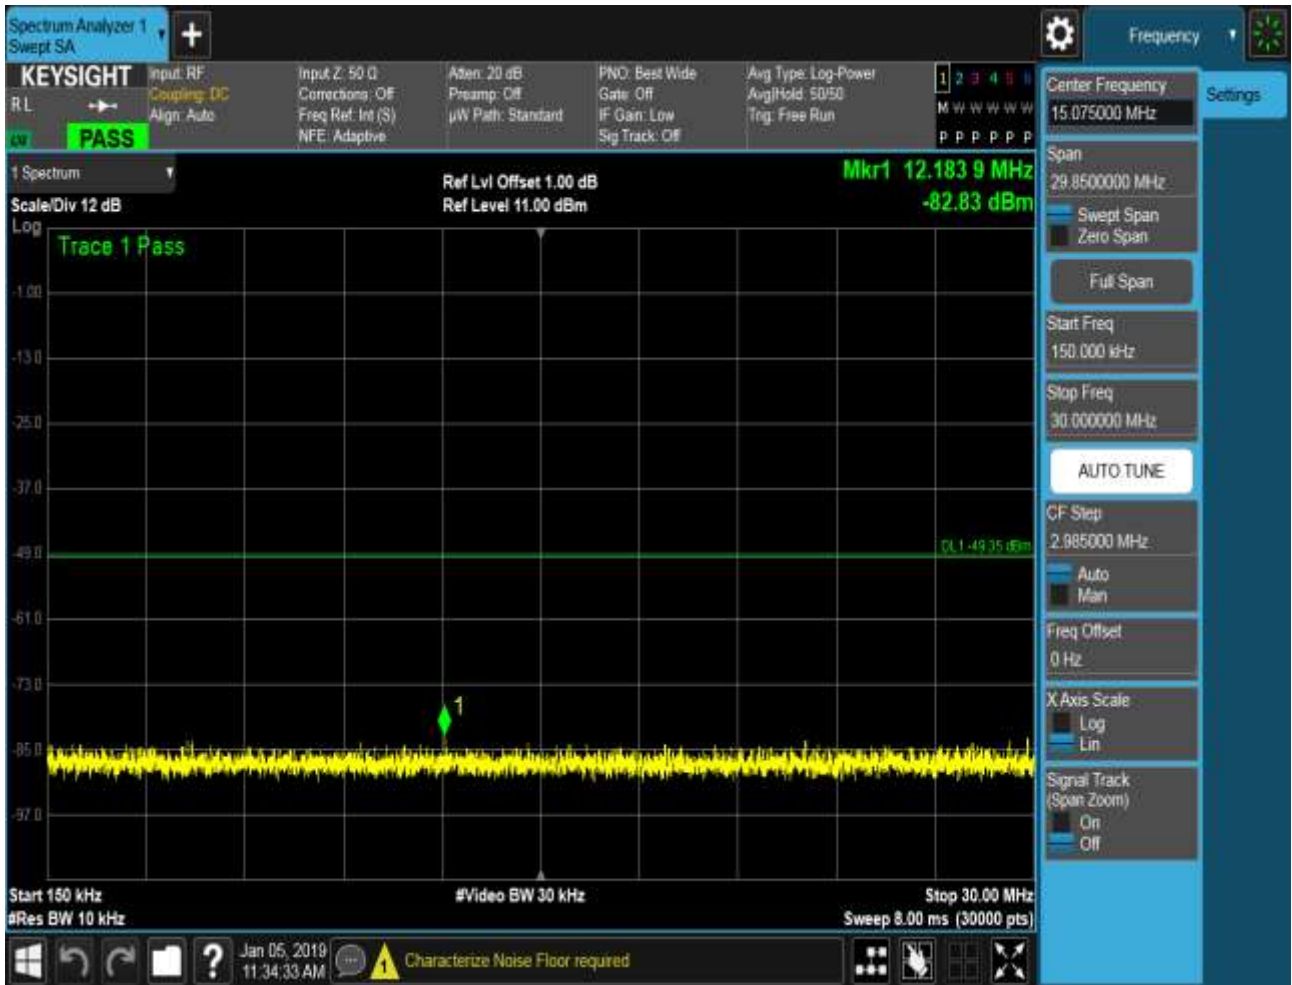 Spectrum Analyzer 1
Swept SA
+
Frequency
KEYSIGHT
RL
PASS
Input: RF
Coupling: DC
Align: Auto
Input Z: 50 Ω
Corrections: Off
Freq Ref: Int (S)
NFE: Adaptive
Atten: 20 dB
Preamp: Off
µW Path: Standard
PNO: Best Wide
Gate: Off
IF Gain: Low
Sig Track: Off
Avg Type: Log-Power
Avg|Hold: 50/50
Trig: Free Run
1 2 3 4 5 6
M W W W W W
P P P P P P
1 Spectrum
Scale/Div 12 dB
Log
Ref Lvl Offset 1.00 dB
Ref Level 11.00 dBm
Mkr1 12.183 9 MHz
-82.83 dBm
Trace 1 Pass
-1.00
-13.0
-25.0
-37.0
-49.0
DL1 -49.35 dBm
-61.0
-73.0
1
-85.0
-97.0
Start 150 kHz
#Res BW 10 kHz
#Video BW 30 kHz
Stop 30.00 MHz
Sweep 8.00 ms (30000 pts)
Center Frequency
15.075000 MHz
Settings
Span
29.8500000 MHz
Swept Span
Zero Span
Full Span
Start Freq
150.000 kHz
Stop Freq
30.000000 MHz
AUTO TUNE
CF Step
2.985000 MHz
Auto
Man
Freq Offset
0 Hz
X Axis Scale
Log
Lin
Signal Track
(Span Zoom)
On
Off
?
Jan 05, 2019
11:34:33 AM
1
Characterize Noise Floor required